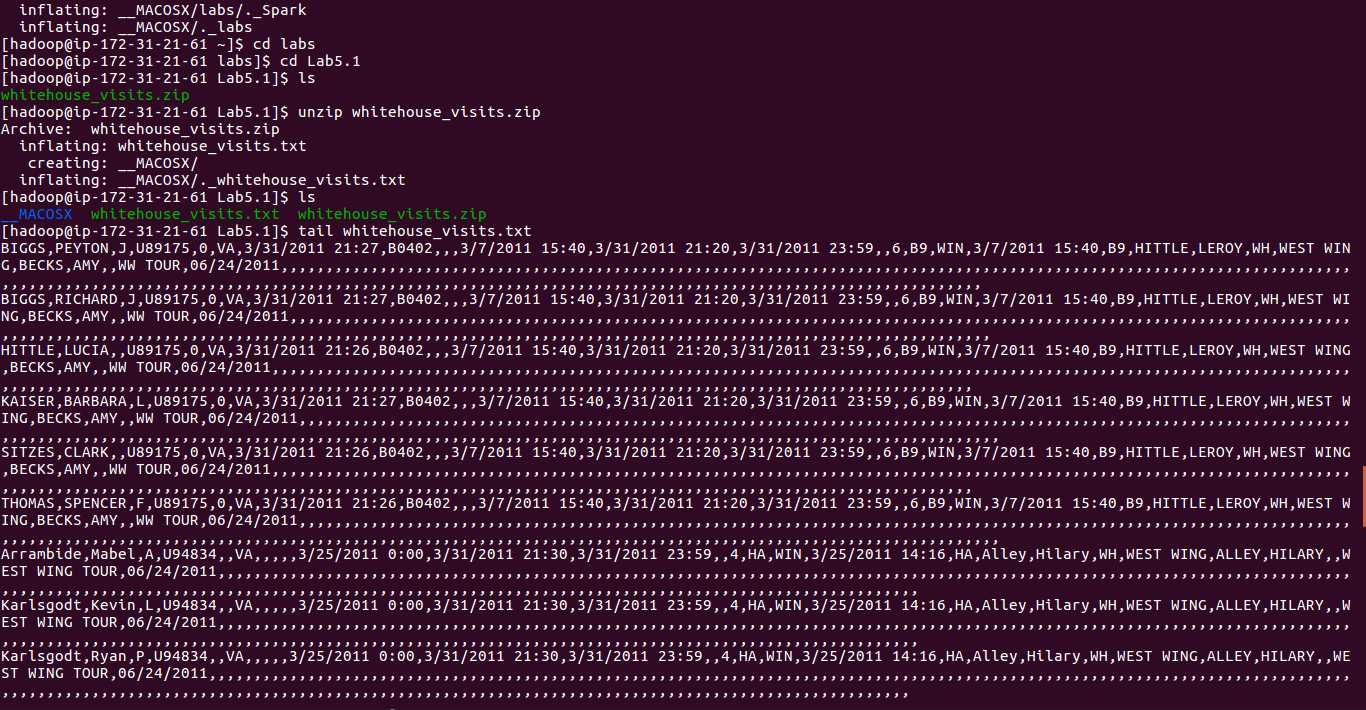 inflating: __MACOSX/labs/._Spark
  inflating: __MACOSX/._labs
[hadoop@ip-172-31-21-61 ~]$ cd labs
[hadoop@ip-172-31-21-61 labs]$ cd Lab5.1
[hadoop@ip-172-31-21-61 Lab5.1]$ ls
whitehouse_visits.zip
[hadoop@ip-172-31-21-61 Lab5.1]$ unzip whitehouse_visits.zip
Archive:  whitehouse_visits.zip
  inflating: whitehouse_visits.txt
   creating: __MACOSX/
  inflating: __MACOSX/._whitehouse_visits.txt
[hadoop@ip-172-31-21-61 Lab5.1]$ ls
__MACOSX  whitehouse_visits.txt  whitehouse_visits.zip
[hadoop@ip-172-31-21-61 Lab5.1]$ tail whitehouse_visits.txt
BIGGS,PEYTON,J,U89175,0,VA,3/31/2011 21:27,B0402,,,3/7/2011 15:40,3/31/2011 21:20,3/31/2011 23:59,,6,B9,WIN,3/7/2011 15:40,B9,HITTLE,LEROY,WH,WEST WIN
G,BECKS,AMY,,WW TOUR,06/24/2011,,,,,,,,,,,,,,,,,,,,,,,,,,,,,,,,,,,,,,,,,,,,,,,,,,,,,,,,,,,,,,,,,,,,,,,,,,,,,,,,,,,,,,,,,,,,,,,,,,,,,,,,,,,,,,,,,,,,,,,
,,,,,,,,,,,,,,,,,,,,,,,,,,,,,,,,,,,,,,,,,,,,,,,,,,,,,,,,,,,,,,,,,,,,,,,,,,,,,,,,,,,,,,,,,,,,,,,,,,,,,,,,,,,,,
BIGGS,RICHARD,J,U89175,0,VA,3/31/2011 21:27,B0402,,,3/7/2011 15:40,3/31/2011 21:20,3/31/2011 23:59,,6,B9,WIN,3/7/2011 15:40,B9,HITTLE,LEROY,WH,WEST WI
NG,BECKS,AMY,,WW TOUR,06/24/2011,,,,,,,,,,,,,,,,,,,,,,,,,,,,,,,,,,,,,,,,,,,,,,,,,,,,,,,,,,,,,,,,,,,,,,,,,,,,,,,,,,,,,,,,,,,,,,,,,,,,,,,,,,,,,,,,,,,,,,
,,,,,,,,,,,,,,,,,,,,,,,,,,,,,,,,,,,,,,,,,,,,,,,,,,,,,,,,,,,,,,,,,,,,,,,,,,,,,,,,,,,,,,,,,,,,,,,,,,,,,,,,,,,,,,
HITTLE,LUCIA,,U89175,0,VA,3/31/2011 21:26,B0402,,,3/7/2011 15:40,3/31/2011 21:20,3/31/2011 23:59,,6,B9,WIN,3/7/2011 15:40,B9,HITTLE,LEROY,WH,WEST WING
,BECKS,AMY,,WW TOUR,06/24/2011,,,,,,,,,,,,,,,,,,,,,,,,,,,,,,,,,,,,,,,,,,,,,,,,,,,,,,,,,,,,,,,,,,,,,,,,,,,,,,,,,,,,,,,,,,,,,,,,,,,,,,,,,,,,,,,,,,,,,,,,
,,,,,,,,,,,,,,,,,,,,,,,,,,,,,,,,,,,,,,,,,,,,,,,,,,,,,,,,,,,,,,,,,,,,,,,,,,,,,,,,,,,,,,,,,,,,,,,,,,,,,,,,,,,,
KAISER,BARBARA,L,U89175,0,VA,3/31/2011 21:27,B0402,,,3/7/2011 15:40,3/31/2011 21:20,3/31/2011 23:59,,6,B9,WIN,3/7/2011 15:40,B9,HITTLE,LEROY,WH,WEST W
ING,BECKS,AMY,,WW TOUR,06/24/2011,,,,,,,,,,,,,,,,,,,,,,,,,,,,,,,,,,,,,,,,,,,,,,,,,,,,,,,,,,,,,,,,,,,,,,,,,,,,,,,,,,,,,,,,,,,,,,,,,,,,,,,,,,,,,,,,,,,,,
,,,,,,,,,,,,,,,,,,,,,,,,,,,,,,,,,,,,,,,,,,,,,,,,,,,,,,,,,,,,,,,,,,,,,,,,,,,,,,,,,,,,,,,,,,,,,,,,,,,,,,,,,,,,,,,
SITZES,CLARK,,U89175,0,VA,3/31/2011 21:26,B0402,,,3/7/2011 15:40,3/31/2011 21:20,3/31/2011 23:59,,6,B9,WIN,3/7/2011 15:40,B9,HITTLE,LEROY,WH,WEST WING
,BECKS,AMY,,WW TOUR,06/24/2011,,,,,,,,,,,,,,,,,,,,,,,,,,,,,,,,,,,,,,,,,,,,,,,,,,,,,,,,,,,,,,,,,,,,,,,,,,,,,,,,,,,,,,,,,,,,,,,,,,,,,,,,,,,,,,,,,,,,,,,,
,,,,,,,,,,,,,,,,,,,,,,,,,,,,,,,,,,,,,,,,,,,,,,,,,,,,,,,,,,,,,,,,,,,,,,,,,,,,,,,,,,,,,,,,,,,,,,,,,,,,,,,,,,,,
THOMAS,SPENCER,F,U89175,0,VA,3/31/2011 21:26,B0402,,,3/7/2011 15:40,3/31/2011 21:20,3/31/2011 23:59,,6,B9,WIN,3/7/2011 15:40,B9,HITTLE,LEROY,WH,WEST W
ING,BECKS,AMY,,WW TOUR,06/24/2011,,,,,,,,,,,,,,,,,,,,,,,,,,,,,,,,,,,,,,,,,,,,,,,,,,,,,,,,,,,,,,,,,,,,,,,,,,,,,,,,,,,,,,,,,,,,,,,,,,,,,,,,,,,,,,,,,,,,,
,,,,,,,,,,,,,,,,,,,,,,,,,,,,,,,,,,,,,,,,,,,,,,,,,,,,,,,,,,,,,,,,,,,,,,,,,,,,,,,,,,,,,,,,,,,,,,,,,,,,,,,,,,,,,,,
Arrambide,Mabel,A,U94834,,VA,,,,,3/25/2011 0:00,3/31/2011 21:30,3/31/2011 23:59,,4,HA,WIN,3/25/2011 14:16,HA,Alley,Hilary,WH,WEST WING,ALLEY,HILARY,,W
EST WING TOUR,06/24/2011,,,,,,,,,,,,,,,,,,,,,,,,,,,,,,,,,,,,,,,,,,,,,,,,,,,,,,,,,,,,,,,,,,,,,,,,,,,,,,,,,,,,,,,,,,,,,,,,,,,,,,,,,,,,,,,,,,,,,,,,,,,,,,
,,,,,,,,,,,,,,,,,,,,,,,,,,,,,,,,,,,,,,,,,,,,,,,,,,,,,,,,,,,,,,,,,,,,,,,,,,,,,,,,,,,,,,,,,,,,,,,,,,,,,,
Karlsgodt,Kevin,L,U94834,,VA,,,,,3/25/2011 0:00,3/31/2011 21:30,3/31/2011 23:59,,4,HA,WIN,3/25/2011 14:16,HA,Alley,Hilary,WH,WEST WING,ALLEY,HILARY,,W
EST WING TOUR,06/24/2011,,,,,,,,,,,,,,,,,,,,,,,,,,,,,,,,,,,,,,,,,,,,,,,,,,,,,,,,,,,,,,,,,,,,,,,,,,,,,,,,,,,,,,,,,,,,,,,,,,,,,,,,,,,,,,,,,,,,,,,,,,,,,,
,,,,,,,,,,,,,,,,,,,,,,,,,,,,,,,,,,,,,,,,,,,,,,,,,,,,,,,,,,,,,,,,,,,,,,,,,,,,,,,,,,,,,,,,,,,,,,,,,,,,,,
Karlsgodt,Ryan,P,U94834,,VA,,,,,3/25/2011 0:00,3/31/2011 21:30,3/31/2011 23:59,,4,HA,WIN,3/25/2011 14:16,HA,Alley,Hilary,WH,WEST WING,ALLEY,HILARY,,WE
ST WING TOUR,06/24/2011,,,,,,,,,,,,,,,,,,,,,,,,,,,,,,,,,,,,,,,,,,,,,,,,,,,,,,,,,,,,,,,,,,,,,,,,,,,,,,,,,,,,,,,,,,,,,,,,,,,,,,,,,,,,,,,,,,,,,,,,,,,,,,,
,,,,,,,,,,,,,,,,,,,,,,,,,,,,,,,,,,,,,,,,,,,,,,,,,,,,,,,,,,,,,,,,,,,,,,,,,,,,,,,,,,,,,,,,,,,,,,,,,,,,,